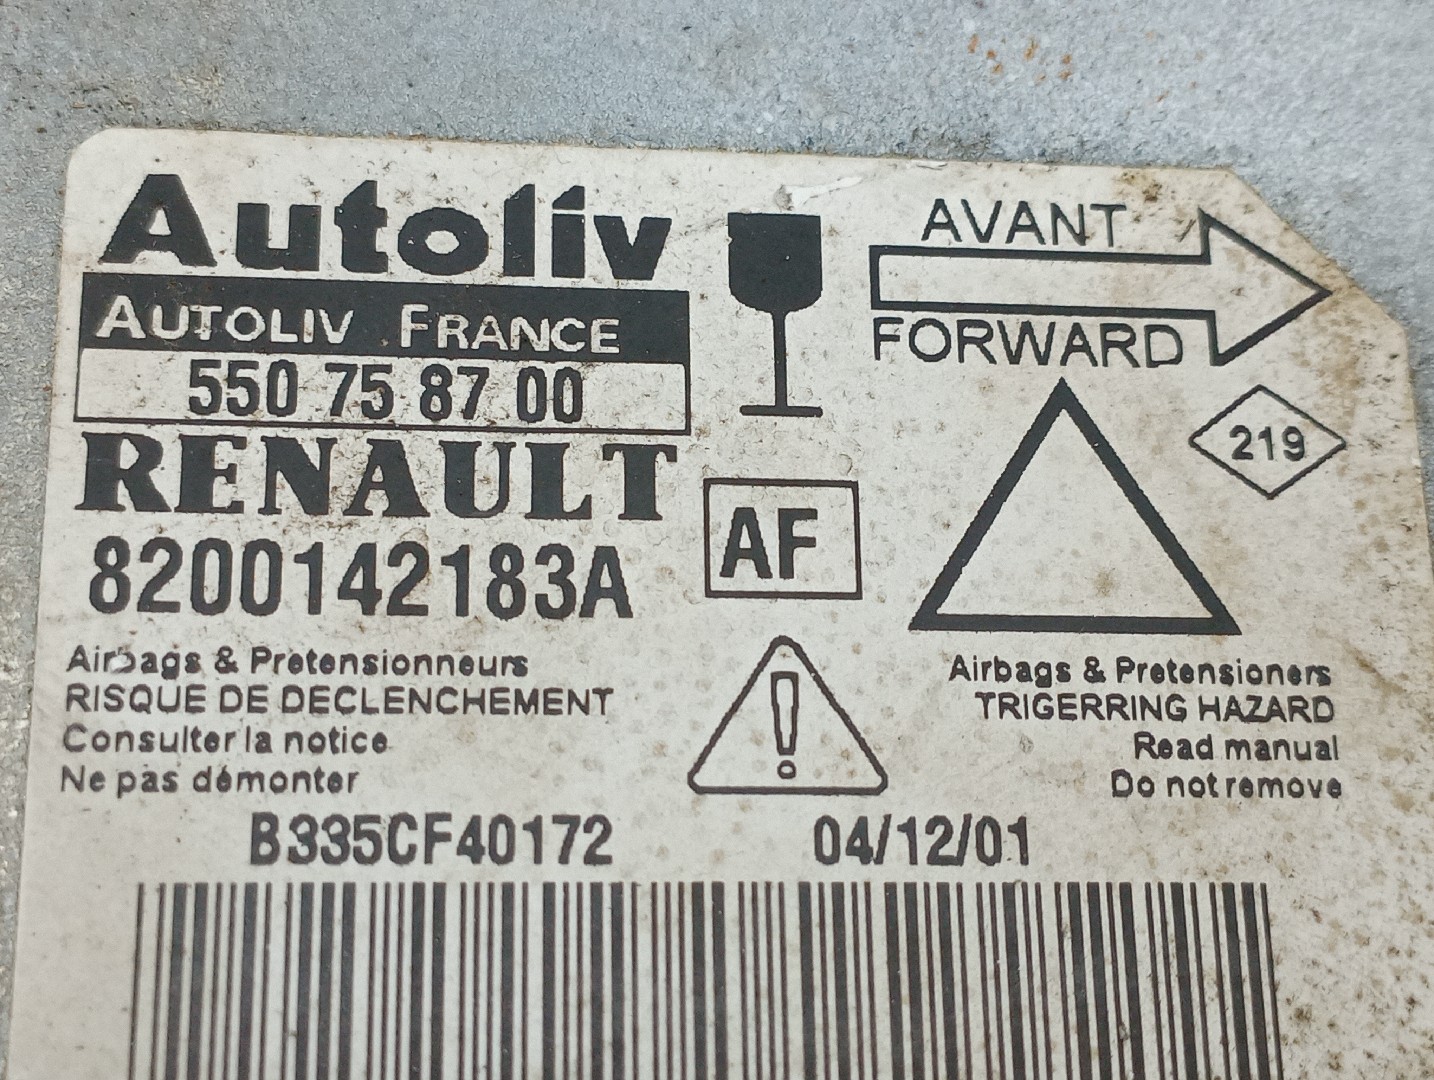 Autoliv
AUTOLIV FRANCE
550 75 87 00
RENAULT
8200142183A
AVANT
FORWARD
219
AF
Airbags & Pretensionneurs
RISQUE DE DECLENCHEMENT
Consulter la notice
Ne pas démonter
!
Airbags & Pretensioners
TRIGERRING HAZARD
Read manual
Do not remove
B335CF40172
04/12/01